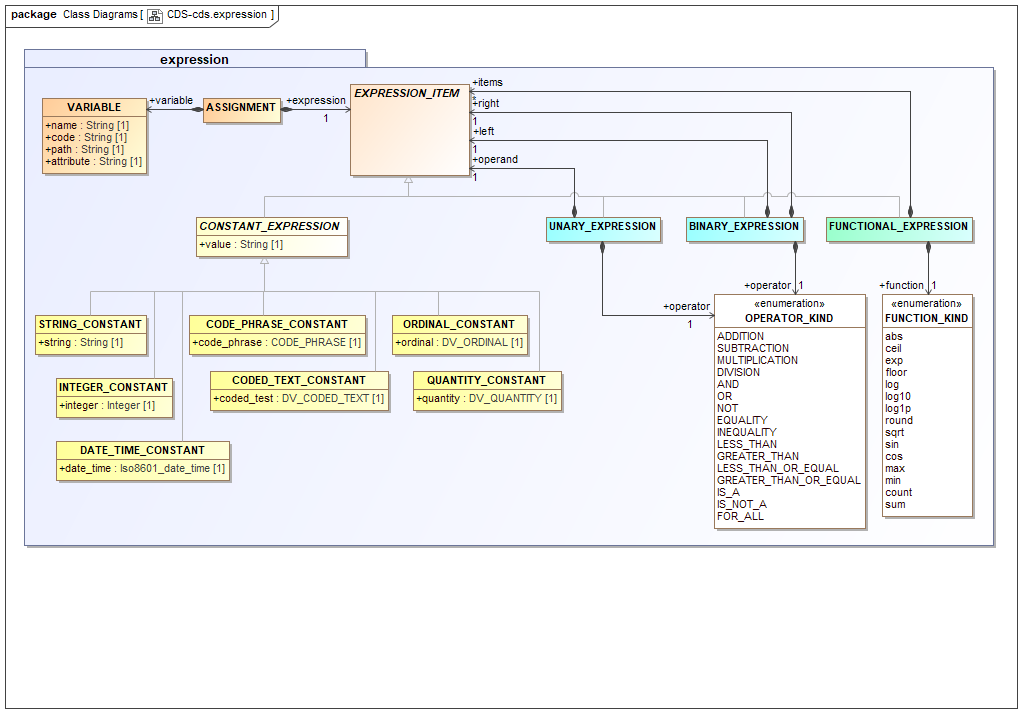 package Class Diagrams [ CDS-cds.expression ]
expression
VARIABLE
+name : String [1]
+code : String [1]
+path : String [1]
+attribute : String [1]
+variable
ASSIGNMENT
+expression
1
EXPRESSION_ITEM
+items
*
+right
1
+left
1
+operand
1
CONSTANT_EXPRESSION
+value : String [1]
UNARY_EXPRESSION
BINARY_EXPRESSION
FUNCTIONAL_EXPRESSION
+operator
1
+operator
1
+function
1
STRING_CONSTANT
+string : String [1]
CODE_PHRASE_CONSTANT
+code_phrase : CODE_PHRASE [1]
ORDINAL_CONSTANT
+ordinal : DV_ORDINAL [1]
INTEGER_CONSTANT
+integer : Integer [1]
CODED_TEXT_CONSTANT
+coded_test : DV_CODED_TEXT [1]
QUANTITY_CONSTANT
+quantity : DV_QUANTITY [1]
DATE_TIME_CONSTANT
+date_time : Iso8601_date_time [1]
«enumeration»
OPERATOR_KIND
ADDITION
SUBTRACTION
MULTIPLICATION
DIVISION
AND
OR
NOT
EQUALITY
INEQUALITY
LESS_THAN
GREATER_THAN
LESS_THAN_OR_EQUAL
GREATER_THAN_OR_EQUAL
IS_A
IS_NOT_A
FOR_ALL
«enumeration»
FUNCTION_KIND
abs
ceil
exp
floor
log
log10
log1p
round
sqrt
sin
cos
max
min
count
sum